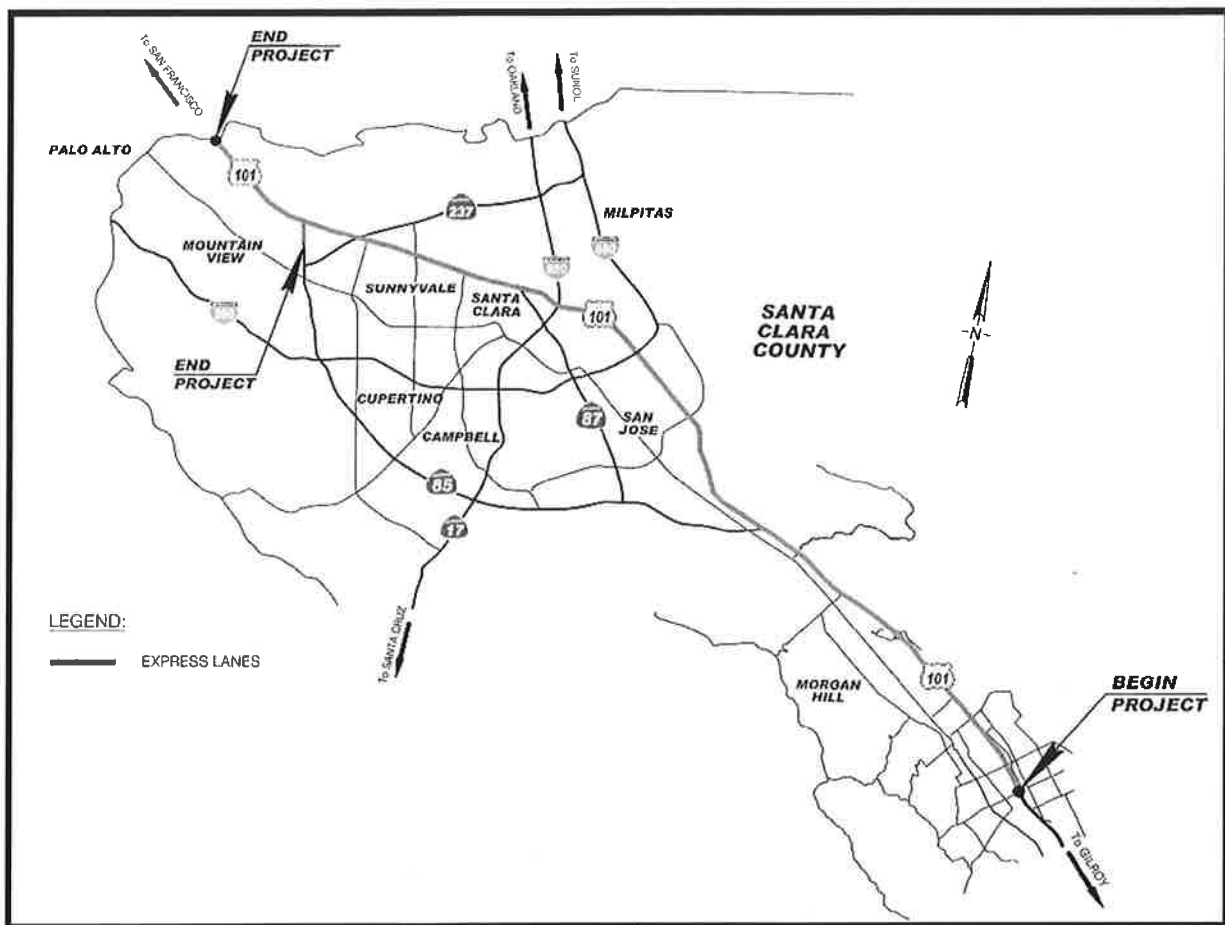 END
PROJECT
To SAN FRANCISCO
To OAKLAND
To SUNOL
PALO ALTO
101
237
MILPITAS
MOUNTAIN
VIEW
SUNNYVALE
SANTA
CLARA
101
SANTA
CLARA
COUNTY
-N-
END
PROJECT
CUPERTINO
CAMPBELL
87
SAN
JOSE
85
17
LEGEND:
EXPRESS LANES
To SANTA CRUZ
MORGAN
HILL
101
BEGIN
PROJECT
To GILROY